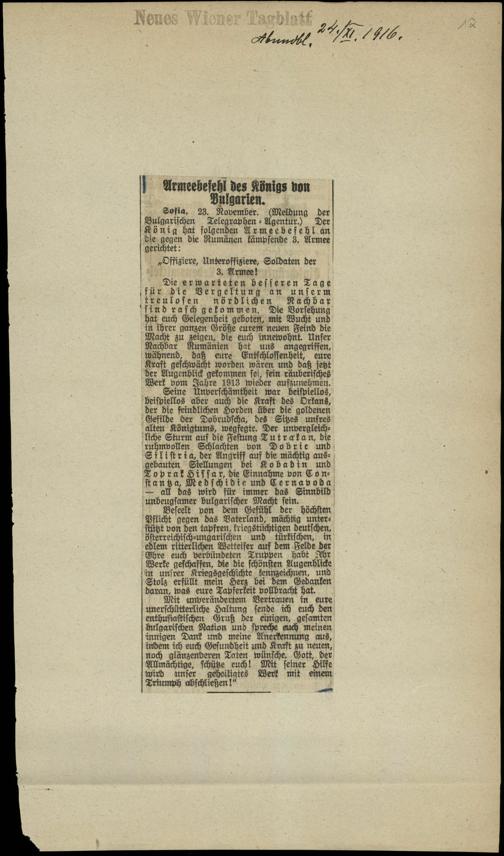 Neues Wiener Tagblatt
12
Abendbl. 24./XI. 1916.
Armeebefehl des Königs von
Bulgarien.
Sofia, 23. November. (Meldung der
Bulgarischen Telegraphen-Agentur.) Der
König hat folgenden Armeebefehl an
die gegen die Rumänen kämpfende 3. Armee
gerichtet:
„Offiziere, Unteroffiziere, Soldaten der
3. Armee!
Die erwarteten besseren Tage
für die Vergeltung an unserm
treulosen nördlichen Nachbar
sind rasch gekommen. Die Vorsehung
hat euch Gelegenheit geboten, mit Wucht und
in ihrer ganzen Größe eurem neuen Feind die
Macht zu zeigen, die euch innewohnt. Unser
Nachbar Rumänien hat uns angegriffen,
wähnend, daß eure Entschlossenheit, eure
Kraft geschwächt worden wären und daß jetzt
der Augenblick gekommen sei, sein räuberisches
Werk vom Jahre 1913 wieder aufzunehmen.
Seine Unverschämtheit war beispiellos,
beispiellos aber auch die Kraft des Orkans,
der die feindlichen Horden über die goldenen
Gefilde der Dobrudscha, des Sitzes unsres
alten Königtums, wegfegte. Der unvergleich-
liche Sturm auf die Festung Tutrakan, die
ruhmvollen Schlachten von Dobric und
Silistria, der Angriff auf die mächtig aus-
gebauten Stellungen bei Kobadin und
Toprak Hissar, die Einnahme von Con-
stantza, Medschidie und Cernavoda
— all das wird für immer das Sinnbild
unbeugsamer bulgarischer Macht sein.
Beseelt von dem Gefühl der höchsten
Pflicht gegen das Vaterland, mächtig unter-
stützt von den tapfren, kriegstüchtigen deutschen,
österreichisch-ungarischen und türkischen, in
edlem ritterlichen Wetteifer auf dem Felde der
Ehre euch verbündeten Truppen habt Ihr
Werke geschaffen, die die schönsten Augenblicke
in unsrer Kriegsgeschichte kennzeichnen, und
Stolz erfüllt mein Herz bei dem Gedanken
daran, was eure Tapferkeit vollbracht hat.
Mit unverändertem Vertrauen in eure
unerschütterliche Haltung sende ich euch den
enthusiastischen Gruß der einigen, gesamten
bulgarischen Nation und spreche euch meinen
innigen Dank und meine Anerkennung aus,
indem ich euch Gesundheit und Kraft zu neuen,
noch glänzenderen Taten wünsche. Gott, der
Allmächtige, schütze euch! Mit seiner Hilfe
wird unser geheiligtes Werk mit einem
Triumph abschließen!"